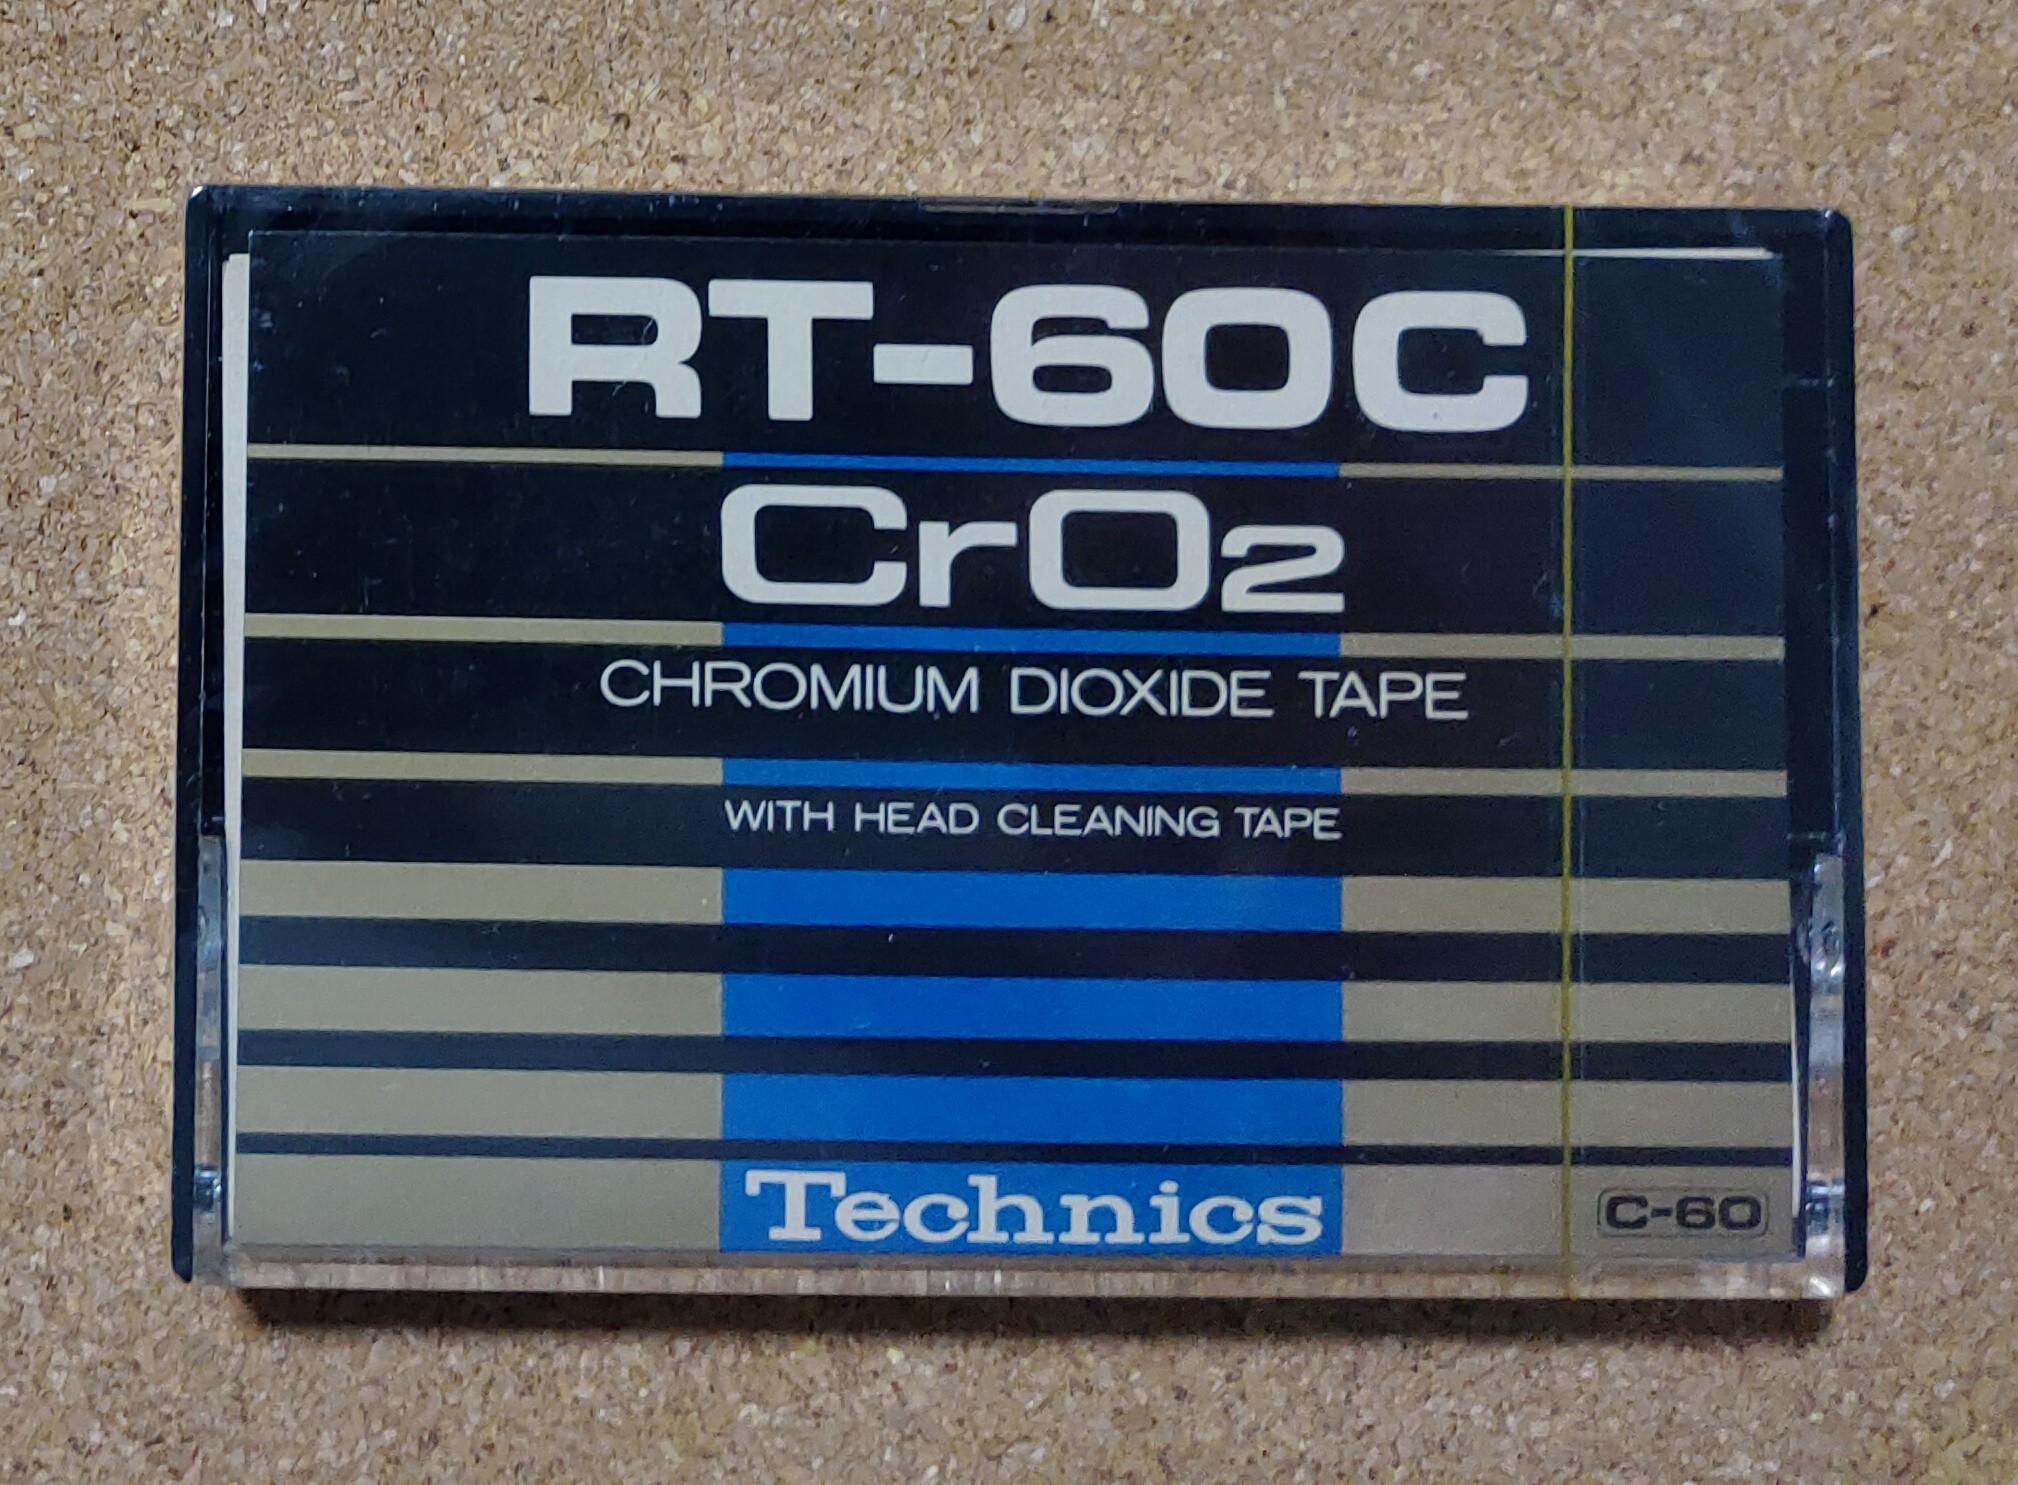 RT-60C
CrO2
CHROMIUM DIOXIDE TAPE
WITH HEAD CLEANING TAPE
Technics
C-60